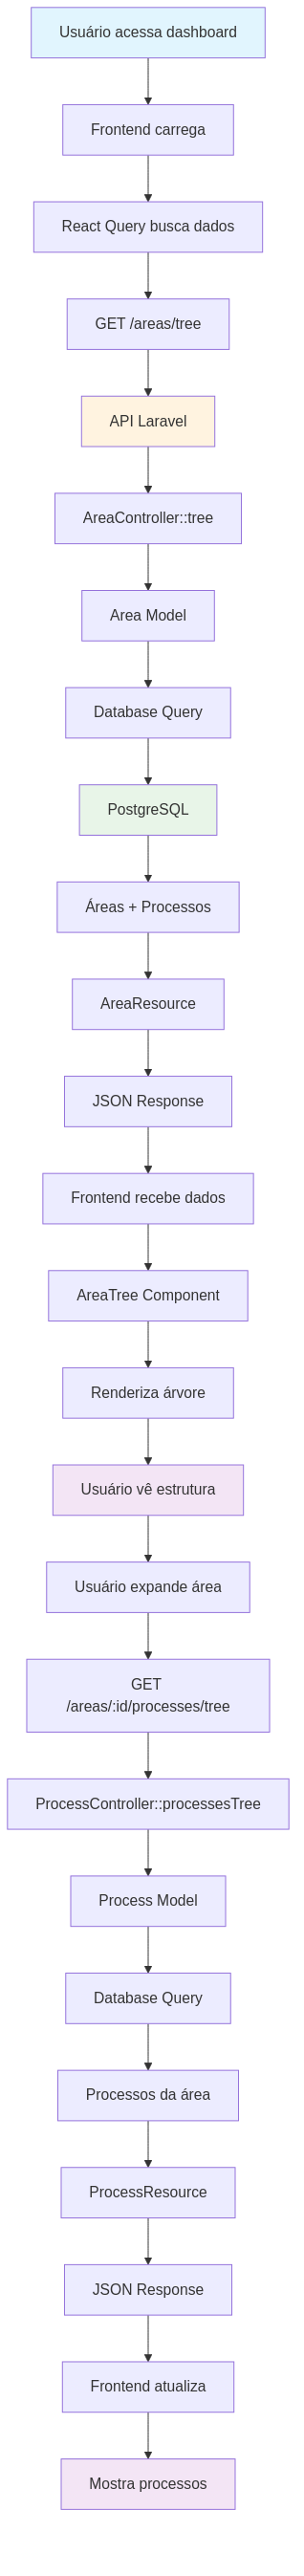 Usuário acessa dashboard
Frontend carrega
React Query busca dados
GET /areas/tree
API Laravel
AreaController::tree
Area Model
Database Query
PostgreSQL
Áreas + Processos
AreaResource
JSON Response
Frontend recebe dados
AreaTree Component
Renderiza árvore
Usuário vê estrutura
Usuário expande área
GET
/areas/:id/processes/tree
ProcessController::processesTree
Process Model
Database Query
Processos da área
ProcessResource
JSON Response
Frontend atualiza
Mostra processos